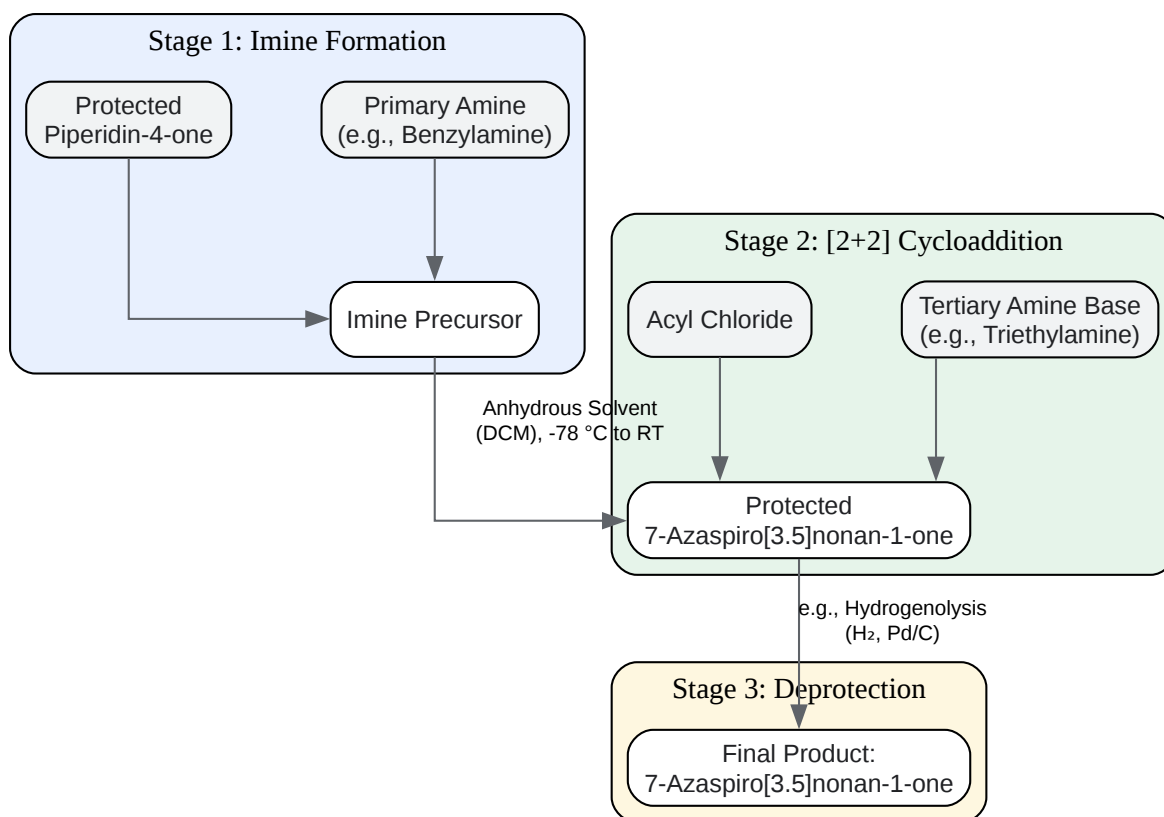 Stage 1: Imine Formation
Protected
Piperidin-4-one
Primary Amine
(e.g., Benzylamine)
Imine Precursor
Stage 2: [2+2] Cycloaddition
Acyl Chloride
Tertiary Amine Base
(e.g., Triethylamine)
Anhydrous Solvent
(DCM), -78 °C to RT
Protected
7-Azaspiro[3.5]nonan-1-one
e.g., Hydrogenolysis
(H₂, Pd/C)
Stage 3: Deprotection
Final Product:
7-Azaspiro[3.5]nonan-1-one